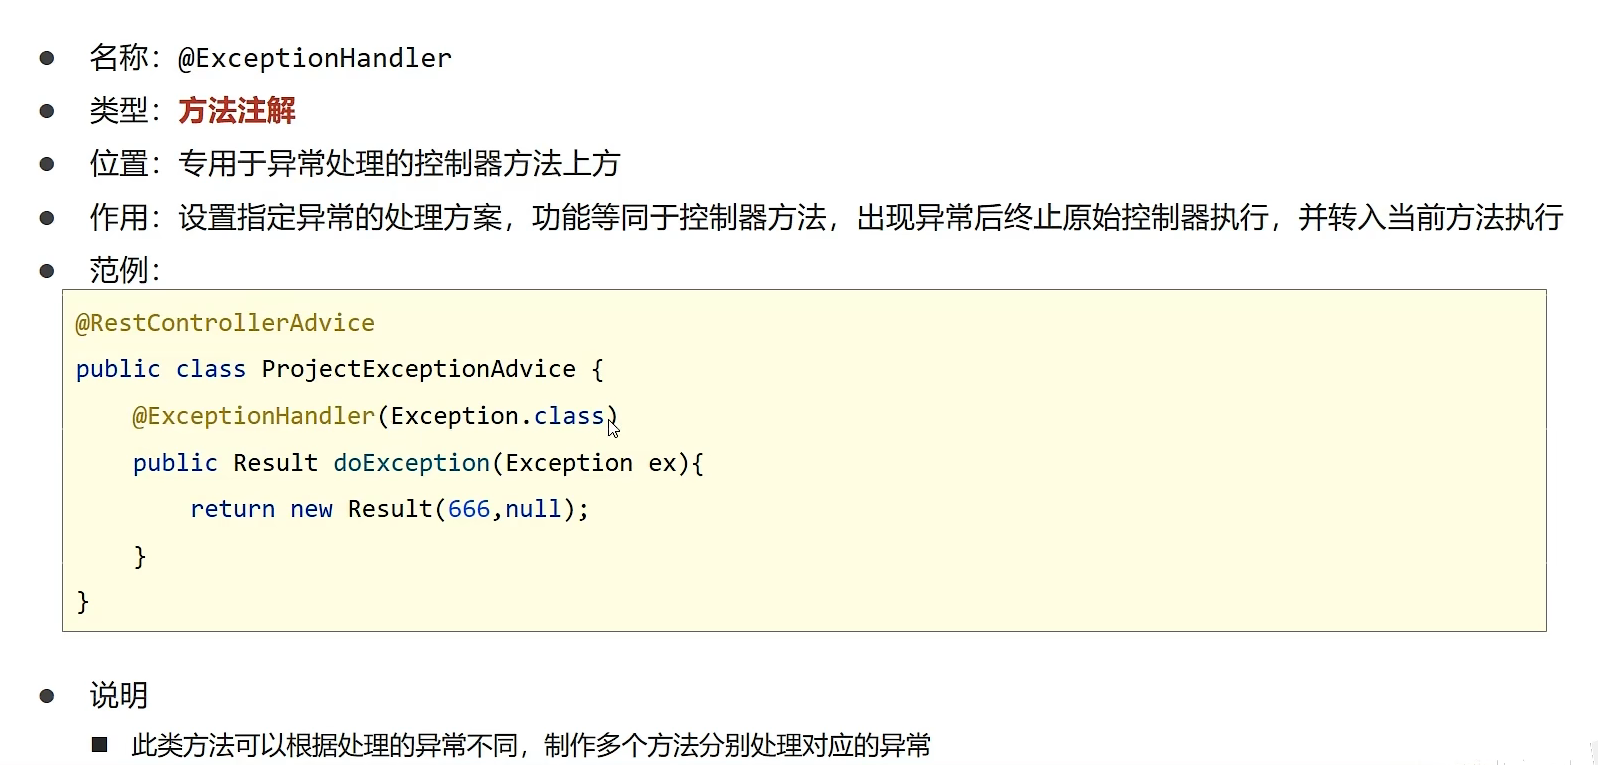 ● 名称：@ExceptionHandler
● 类型：方法注解
● 位置：专用于异常处理的控制器方法上方
● 作用：设置指定异常的处理方案，功能等同于控制器方法，出现异常后终止原始控制器执行，并转入当前方法执行
● 范例：
@RestControllerAdvice
public class ProjectExceptionAdvice {
    @ExceptionHandler(Exception.class)
    public Result doException(Exception ex){
        return new Result(666,null);
    }
}
● 说明
■ 此类方法可以根据处理的异常不同，制作多个方法分别处理对应的异常